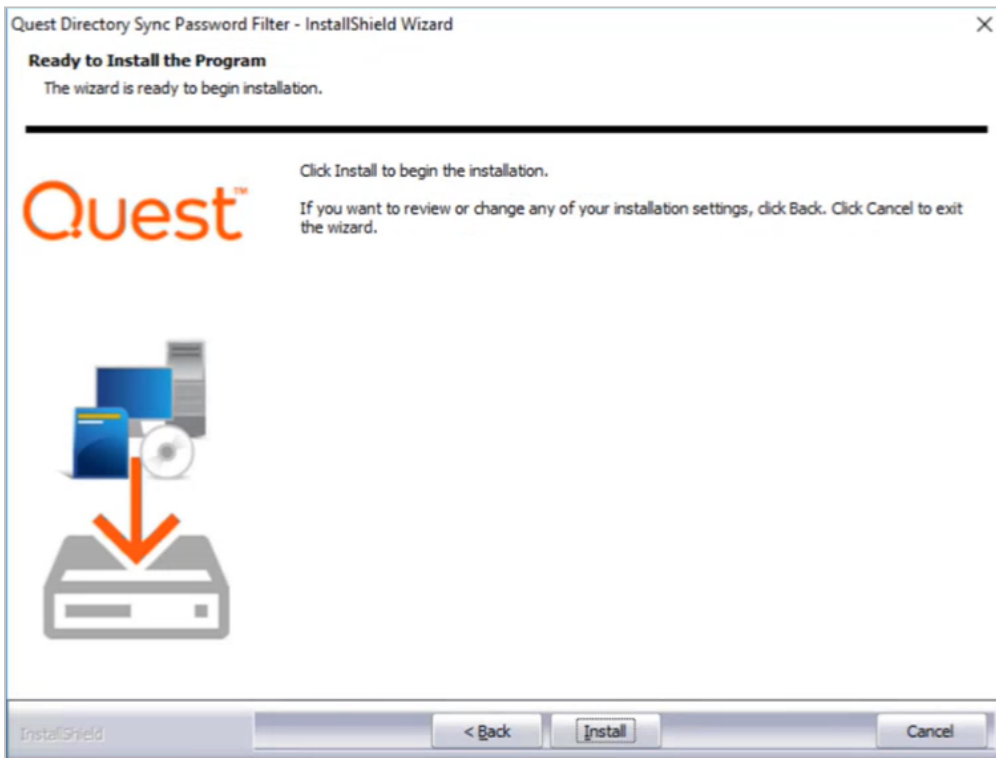 Quest Directory Sync Password Filter - InstallShield Wizard
Ready to Install the Program
The wizard is ready to begin installation.
Click Install to begin the installation.
Quest™
If you want to review or change any of your installation settings, click Back. Click Cancel to exit
the wizard.
InstallShield
< Back
Install
Cancel